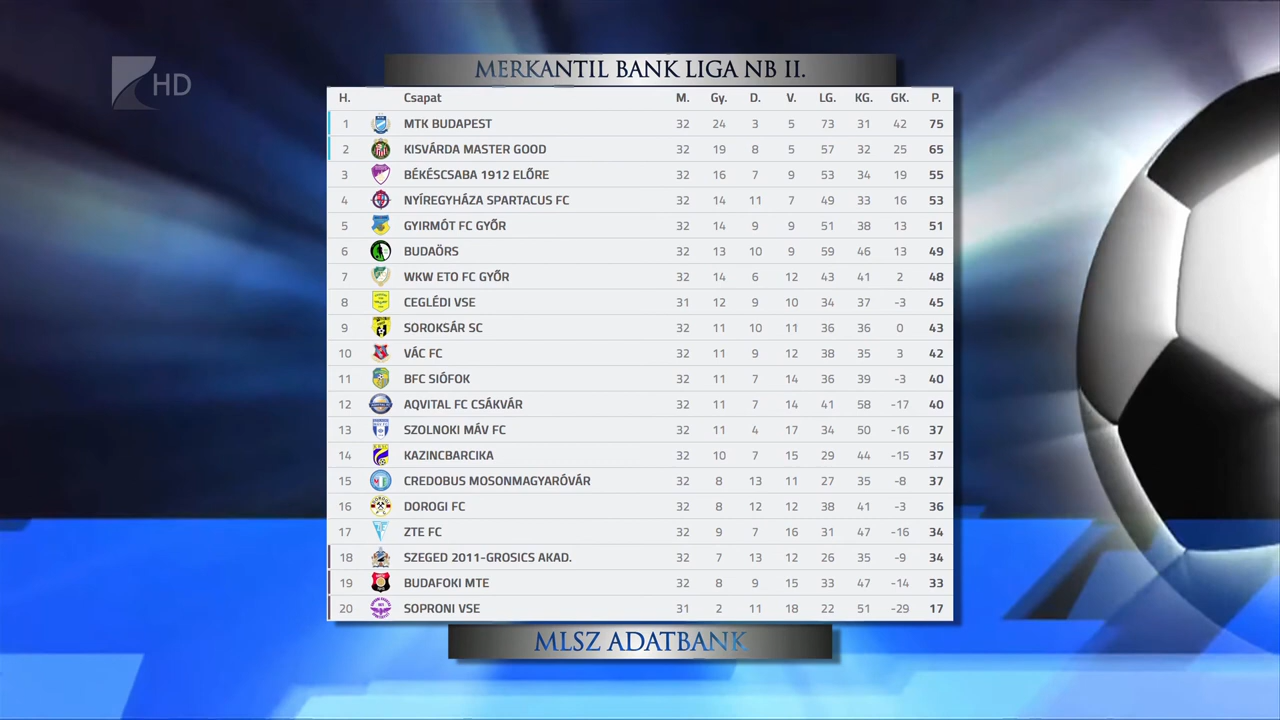 HD
MERKANTIL BANK LIGA NB II.
H. Csapat M. Gy. D. V. LG. KG. GK. P.
1 MTK BUDAPEST 32 24 3 5 73 31 42 75
2 KISVÁRDA MASTER GOOD 32 19 8 5 57 32 25 65
3 BÉKÉSCSABA 1912 ELŐRE 32 16 7 9 53 34 19 55
4 NYÍREGYHÁZA SPARTACUS FC 32 14 11 7 49 33 16 53
5 GYIRMÓT FC GYŐR 32 14 9 9 51 38 13 51
6 BUDAÖRS 32 13 10 9 59 46 13 49
7 WKW ETO FC GYŐR 32 14 6 12 43 41 2 48
8 CEGLÉDI VSE 31 12 9 10 34 37 -3 45
9 SOROKSÁR SC 32 11 10 11 36 36 0 43
10 VÁC FC 32 11 9 12 38 35 3 42
11 BFC SIÓFOK 32 11 7 14 36 39 -3 40
12 AQVITAL FC CSÁKVÁR 32 11 7 14 41 58 -17 40
13 SZOLNOKI MÁV FC 32 11 4 17 34 50 -16 37
14 KAZINCBARCIKA 32 10 7 15 29 44 -15 37
15 CREDOBUS MOSONMAGYARÓVÁR 32 8 13 11 27 35 -8 37
16 DOROGI FC 32 8 12 12 38 41 -3 36
17 ZTE FC 32 9 7 16 31 47 -16 34
18 SZEGED 2011-GROSICS AKAD. 32 7 13 12 26 35 -9 34
19 BUDAFOKI MTE 32 8 9 15 33 47 -14 33
20 SOPRONI VSE 31 2 11 18 22 51 -29 17
MLSZ ADATBANK